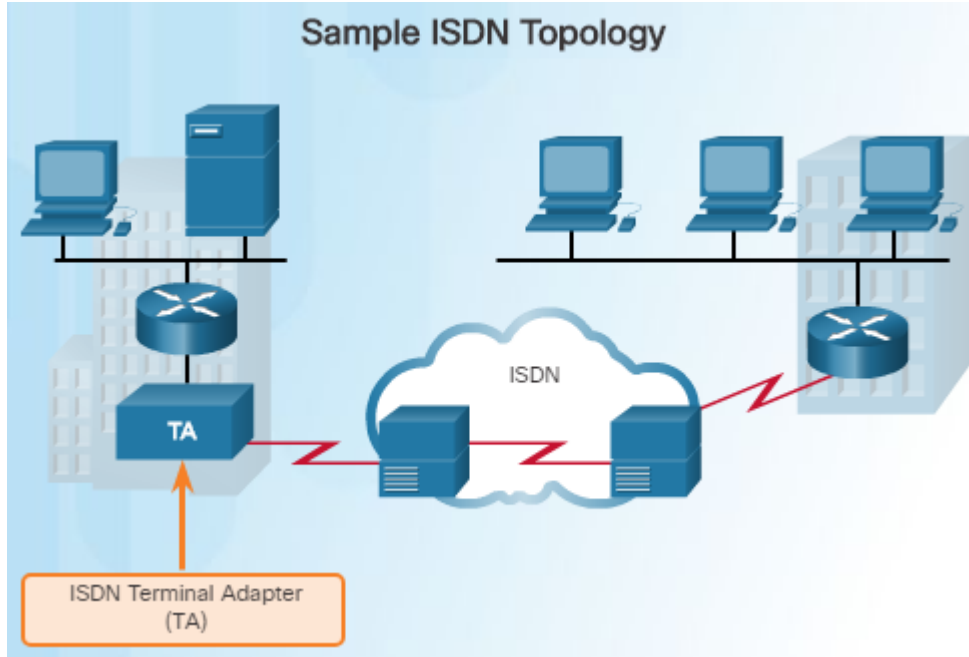 Sample ISDN Topology
ISDN
TA
ISDN Terminal Adapter
(TA)